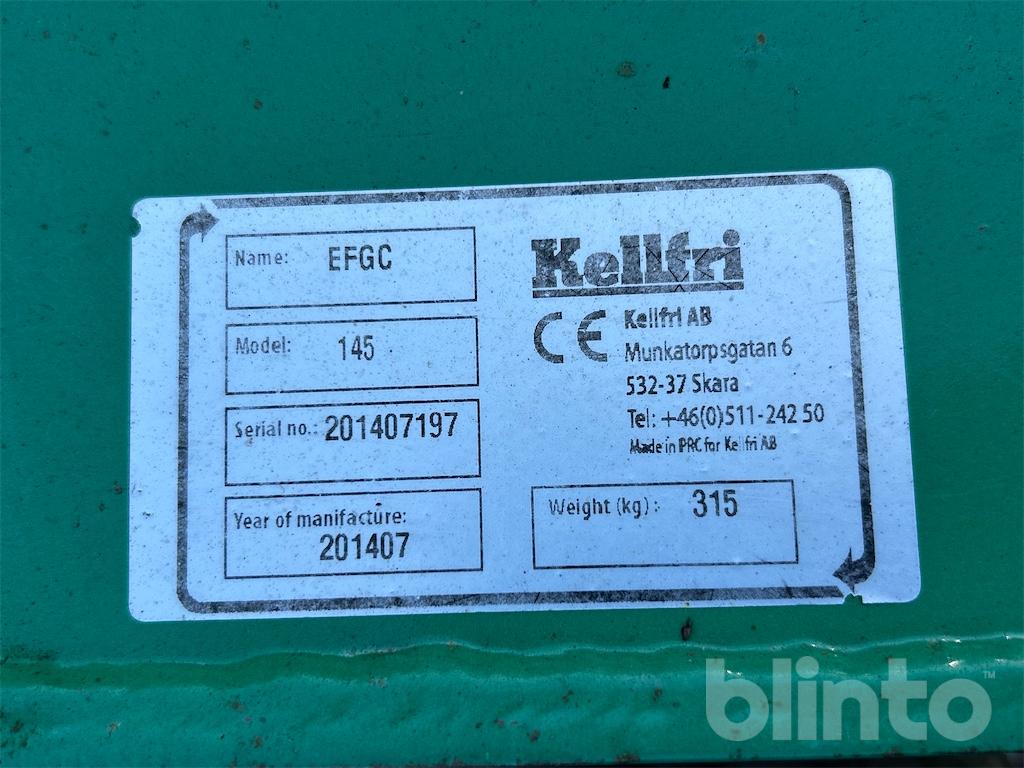 Name: EFGC
Model: 145
Serial no.: 201407197
Year of manifacture:
201407
Kellfri
CE
Kellfri AB
Munkatorpsgatan 6
532-37 Skara
Tel: +46(0)511-242 50
Made in PRC for Kellfri AB
Weight (kg): 315
blinto™